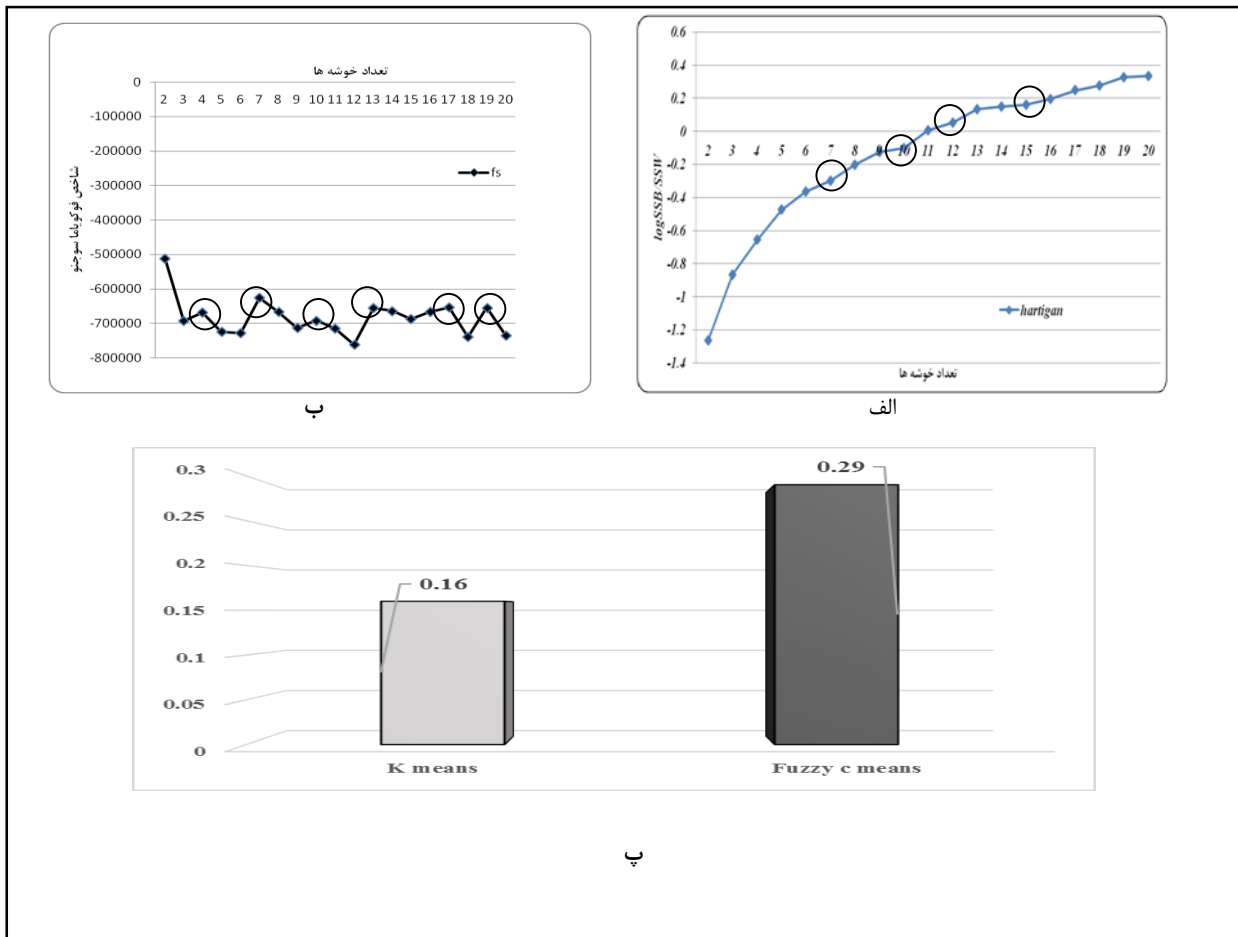 تعداد خوشه ها
0
2 3 4 5 6 7 8 9 10 11 12 13 14 15 16 17 18 19 20
-100000
-200000
-300000
-400000
-500000
-600000
-700000
-800000
شاخص فوکویاما سوجنو
fs
ب
0.6
0.4
0.2
0
2 3 4 5 6 7 8 9 10 11 12 13 14 15 16 17 18 19 20
-0.2
-0.4
-0.6
-0.8
-1
-1.2
-1.4
logSSB/SSW
hartigan
تعداد خوشه ها
الف
0.3
0.25
0.2
0.15
0.1
0.05
0
0.16
0.29
K means
Fuzzy c means
پ